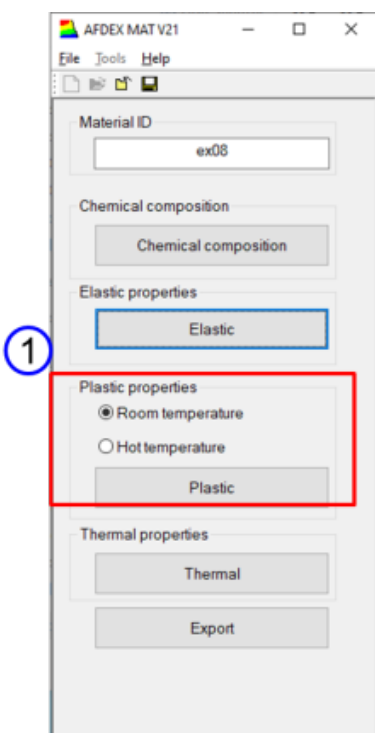 AFDEX MAT V21
File Tools Help
Material ID
ex08
Chemical composition
Chemical composition
Elastic properties
Elastic
1
Plastic properties
Room temperature
Hot temperature
Plastic
Thermal properties
Thermal
Export